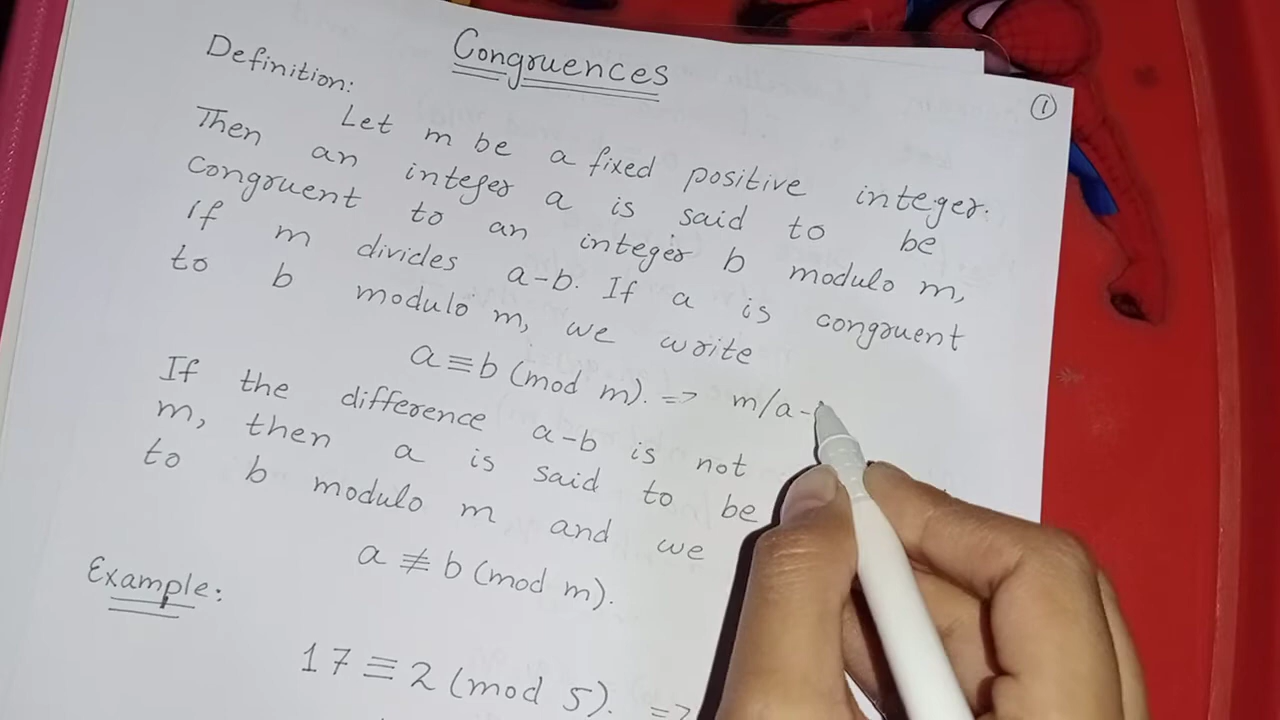 Congruences
①
Definition:
Let m be a fixed positive integer.
Then an integer a is said to be
congruent to an integer b modulo m,
if m divides a-b. If a is congruent
to b modulo m, we write
a≡b (mod m). => m/a-
If the difference a-b is not
m, then a is said to be
to b modulo m and we
a ≢ b (mod m).
Example:
17 ≡ 2 (mod 5). =>